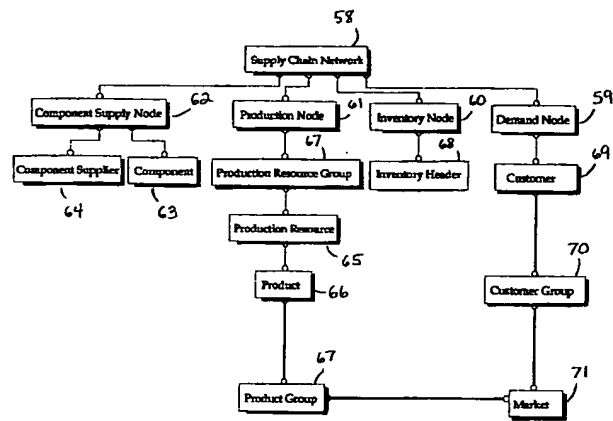 58
Supply Chain Network
62
61
60
59
Component Supply Node
Production Node
Inventory Node
Demand Node
67
68
69
Component Supplier
Component
Production Resource Group
Inventory Header
Customer
64
63
Production Resource
65
70
Product
66
Customer Group
67
71
Product Group
Market